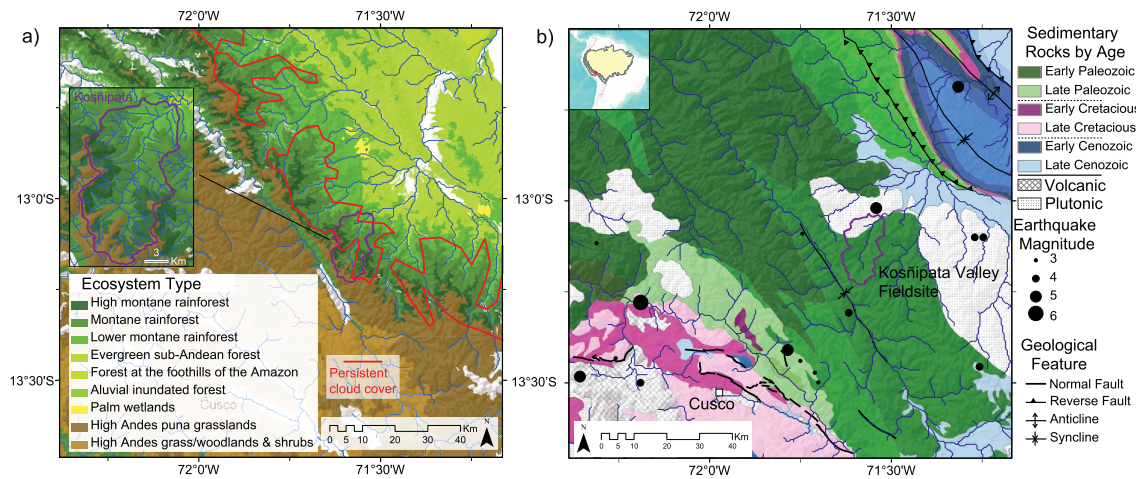 72°0'W
71°30'W
a)
Kosñipata
3
Km
13°0'S
13°30'S
Ecosystem Type
High montane rainforest
Montane rainforest
Lower montane rainforest
Evergreen sub-Andean forest
Forest at the foothills of the Amazon
Aluvial inundated forest
Palm wetlands
High Andes puna grasslands
High Andes grass/woodlands & shrubs
Cusco
Persistent
cloud cover
N
0 5 10 20 30 40 Km
72°0'W
71°30'W
72°0'W
71°30'W
b)
13°0'S
13°30'S
Kosñipata Valley
Fieldsite
Cusco
N
0 5 10 20 30 40 Km
72°0'W
71°30'W
Sedimentary
Rocks by Age
Early Paleozoic
Late Paleozoic
Early Cretacious
Late Cretacious
Early Cenozoic
Late Cenozoic
Volcanic
Plutonic
Earthquake
Magnitude
3
4
5
6
Geological
Feature
Normal Fault
Reverse Fault
Anticline
Syncline